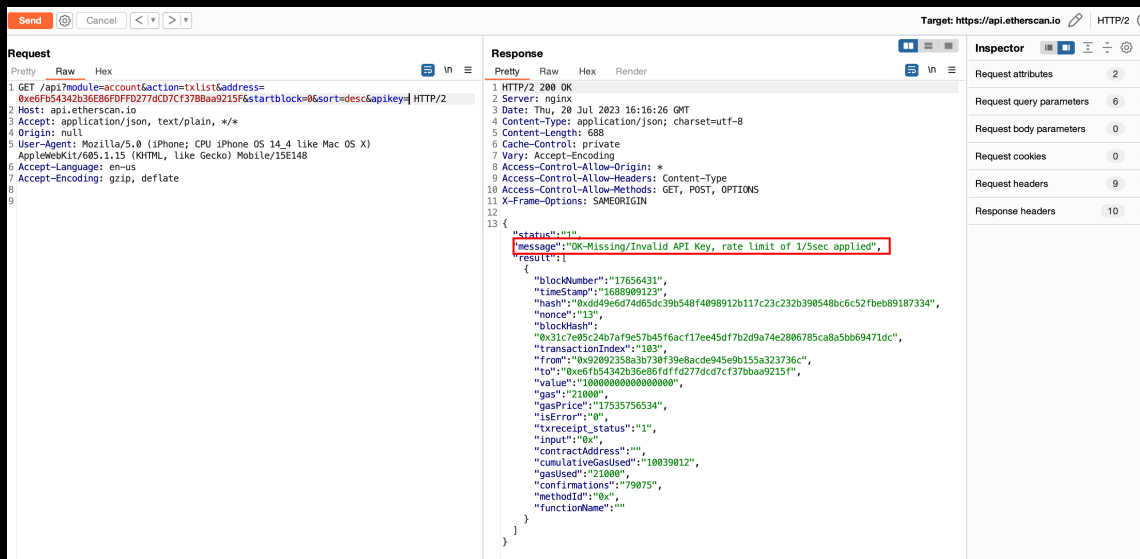 Send Cancel < > Target: https://api.etherscan.io HTTP/2
Request
Pretty Raw Hex \n
1 GET /api?module=account&action=txlist&address=
0xe6Fb54342b36E86FDFFD277dCD7Cf37BBaa9215F&startblock=0&sort=desc&apikey= HTTP/2
2 Host: api.etherscan.io
3 Accept: application/json, text/plain, */*
4 Origin: null
5 User-Agent: Mozilla/5.0 (iPhone; CPU iPhone OS 14_4 like Mac OS X)
AppleWebKit/605.1.15 (KHTML, like Gecko) Mobile/15E148
6 Accept-Language: en-us
7 Accept-Encoding: gzip, deflate
8
9
Response
Pretty Raw Hex Render \n
1 HTTP/2 200 OK
2 Server: nginx
3 Date: Thu, 20 Jul 2023 16:16:26 GMT
4 Content-Type: application/json; charset=utf-8
5 Content-Length: 688
6 Cache-Control: private
7 Vary: Accept-Encoding
8 Access-Control-Allow-Origin: *
9 Access-Control-Allow-Headers: Content-Type
10 Access-Control-Allow-Methods: GET, POST, OPTIONS
11 X-Frame-Options: SAMEORIGIN
12
13 {
"status":"1",
"message":"OK-Missing/Invalid API Key, rate limit of 1/5sec applied",
"result":[
{
"blockNumber":"17656431",
"timeStamp":"1688909123",
"hash":"0xdd49e6d74d65dc39b548f4098912b117c23c232b390548bc6c52fbeb89187334",
"nonce":"13",
"blockHash":
"0x31c7e05c24b7af9e57b45f6acf17ee45df7b2d9a74e2806785ca8a5bb69471dc",
"transactionIndex":"103",
"from":"0x92092358a3b730f39e8acde945e9b155a323736c",
"to":"0xe6fb54342b36e86fdffd277dcd7cf37bbaa9215f",
"value":"10000000000000000",
"gas":"21000",
"gasPrice":"17535756534",
"isError":"0",
"txreceipt_status":"1",
"input":"0x",
"contractAddress":"",
"cumulativeGasUsed":"10039012",
"gasUsed":"21000",
"confirmations":"79075",
"methodId":"0x",
"functionName":""
}
]
}
Inspector
Request attributes 2
Request query parameters 6
Request body parameters 0
Request cookies 0
Request headers 9
Response headers 10